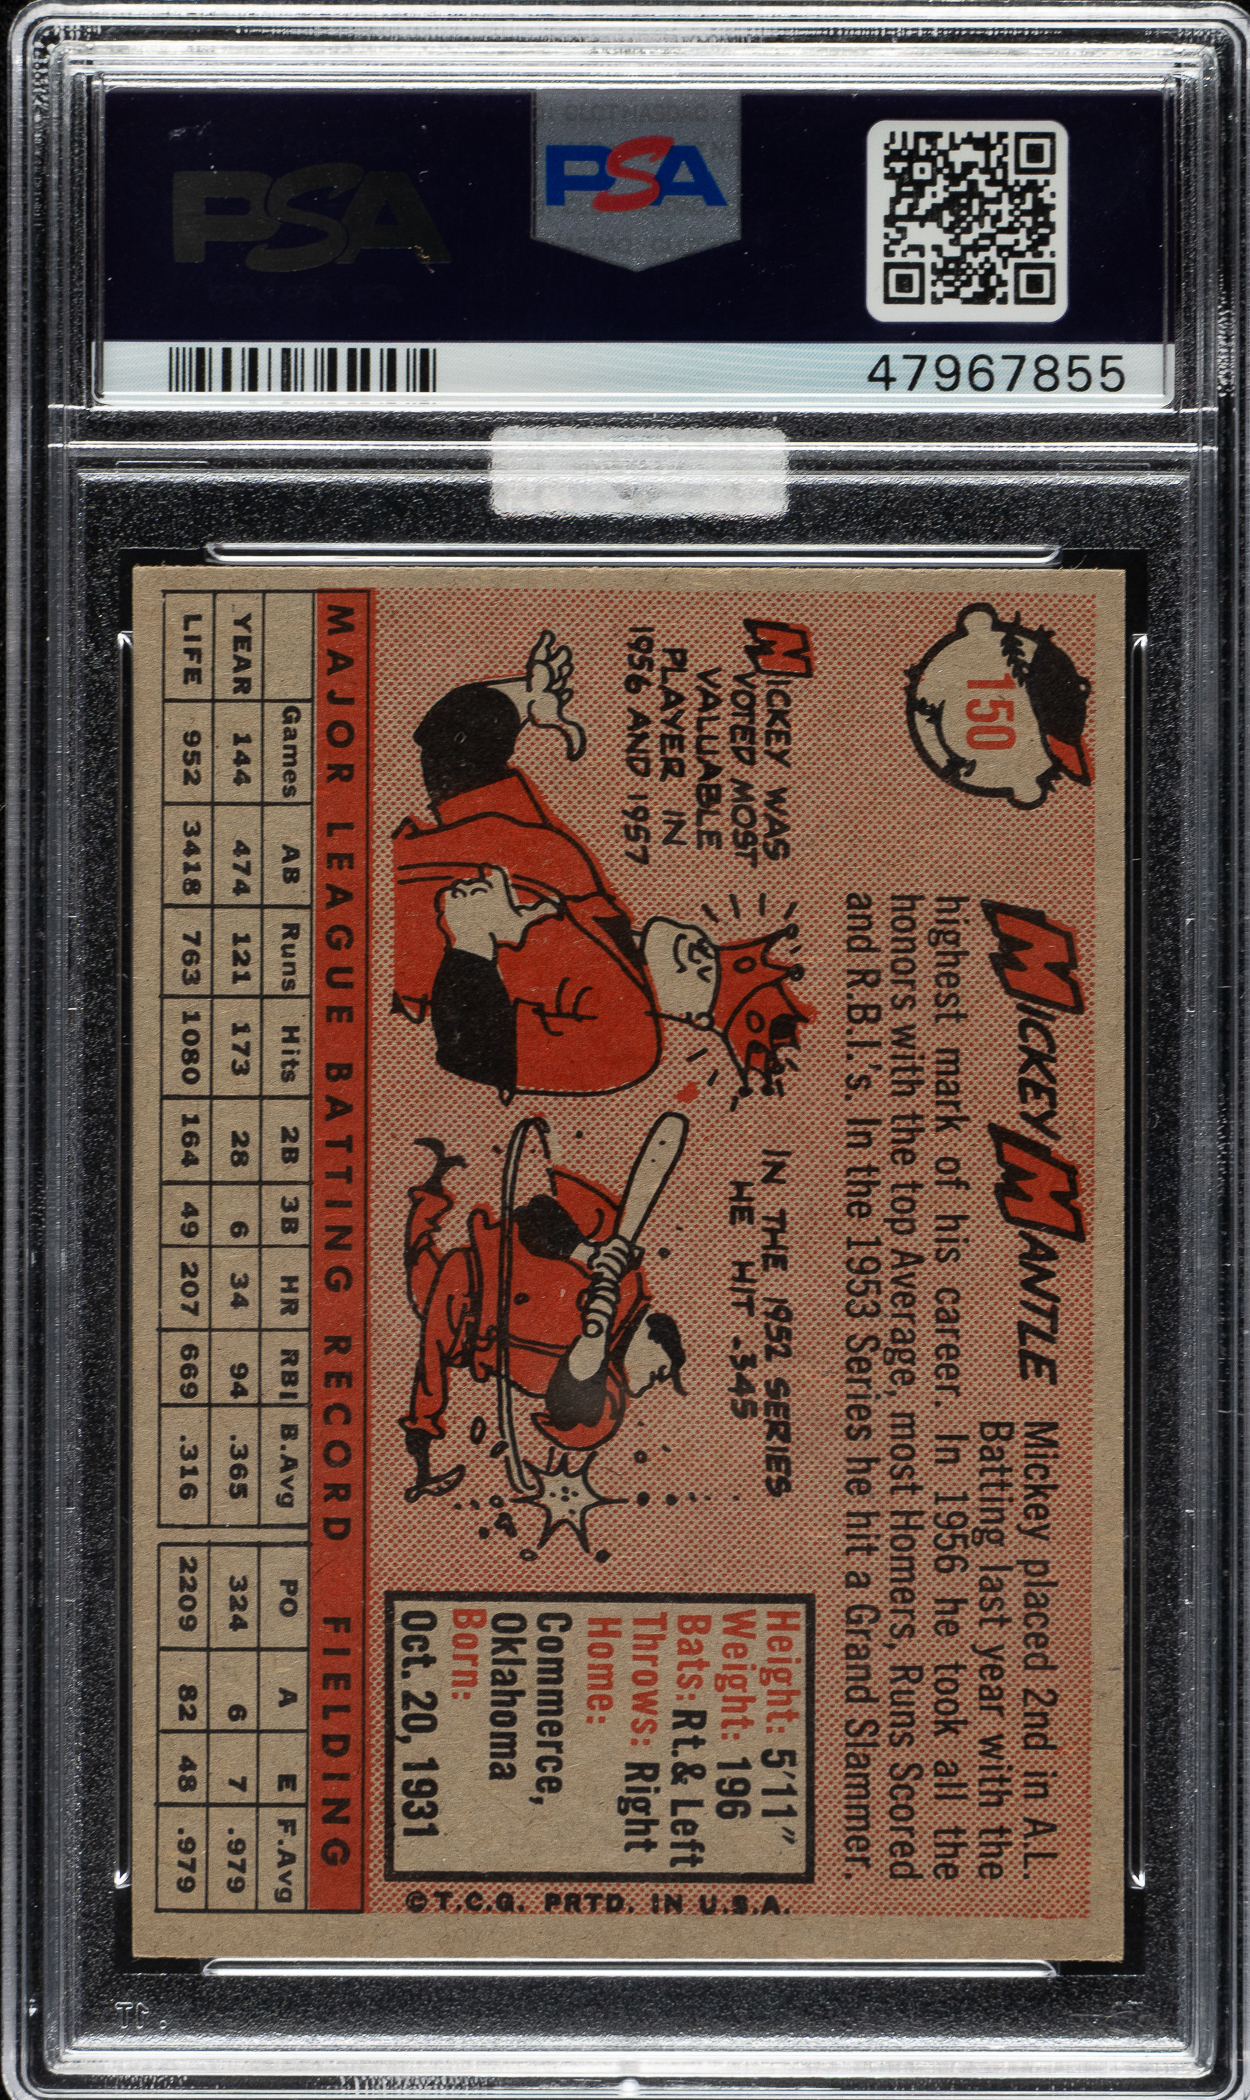 PSA
PSA
47967855
150
MICKEY MANTLE
Mickey placed 2nd in A.L.
Batting last year with the
highest mark of his career. In 1956 he took all the
honors with the top Average, most Homers, Runs Scored
and R.B.I.'s. In the 1953 Series he hit a Grand Slammer.
MICKEY WAS
VOTED MOST
VALUABLE
PLAYER IN
1956 AND 1957
IN THE 1952 SERIES
HE HIT .345
Height: 5'11"
Weight: 196
Bats: Rt. & Left
Throws: Right
Home:
Commerce,
Oklahoma
Born:
Oct. 20, 1931
©T.C.G. PRTD. IN U.S.A.
MAJOR LEAGUE BATTING RECORD FIELDING
Games AB Runs Hits 2B 3B HR RBI B.Avg PO A E F.Avg
YEAR 144 474 121 173 28 6 34 94 .365 324 6 7 .979
LIFE 952 3418 763 1080 164 49 207 669 .316 2209 82 48 .979